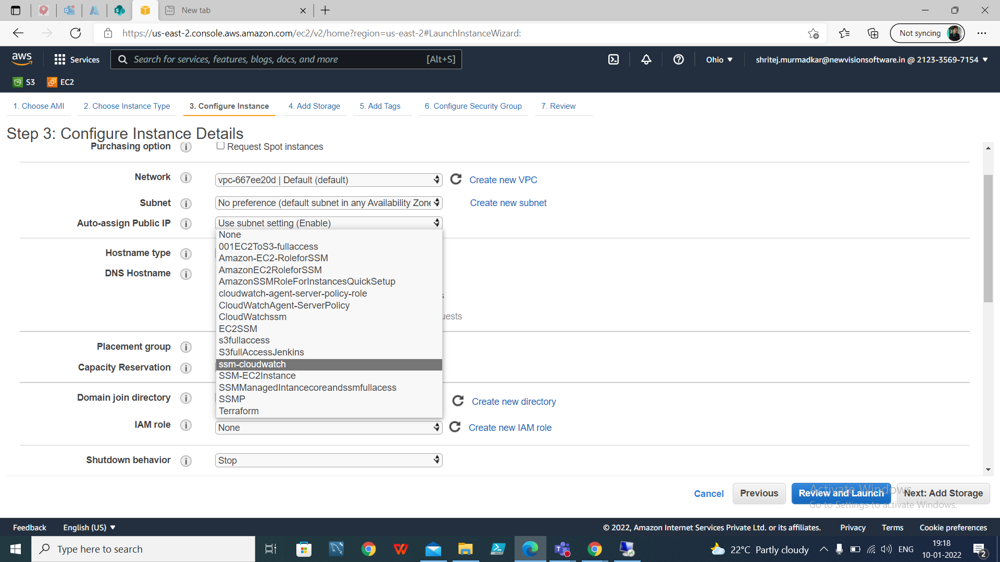 New tab
https://us-east-2.console.aws.amazon.com/ec2/v2/home?region=us-east-2#LaunchInstanceWizard:
Not syncing
aws
Services
Search for services, features, blogs, docs, and more
[Alt+S]
Ohio
shritej.murmadkar@newvisionsoftware.in @ 2123-3569-7154
S3
EC2
1. Choose AMI
2. Choose Instance Type
3. Configure Instance
4. Add Storage
5. Add Tags
6. Configure Security Group
7. Review
Step 3: Configure Instance Details
Purchasing option
Request Spot instances
Network
vpc-667ee20d | Default (default)
Create new VPC
Subnet
No preference (default subnet in any Availability Zone
Create new subnet
Auto-assign Public IP
Use subnet setting (Enable)
None
001EC2ToS3-fullaccess
Hostname type
Amazon-EC2-RoleforSSM
AmazonEC2RoleforSSM
DNS Hostname
AmazonSSMRoleForInstancesQuickSetup
cloudwatch-agent-server-policy-role
CloudWatchAgent-ServerPolicy
CloudWatchssm
uests
EC2SSM
s3fullaccess
Placement group
S3fullAccessJenkins
ssm-cloudwatch
Capacity Reservation
SSM-EC2Instance
SSMManagedIntancecoreandssmfullacess
SSMP
Domain join directory
Create new directory
Terraform
IAM role
None
Create new IAM role
Shutdown behavior
Stop
Cancel
Previous
Review and Launch
Next: Add Storage
Activate Windows
Go to Settings to activate Windows.
Feedback
English (US)
© 2022, Amazon Internet Services Private Ltd. or its affiliates.
Privacy
Terms
Cookie preferences
Type here to search
22°C Partly cloudy
ENG
19:18
10-01-2022
2